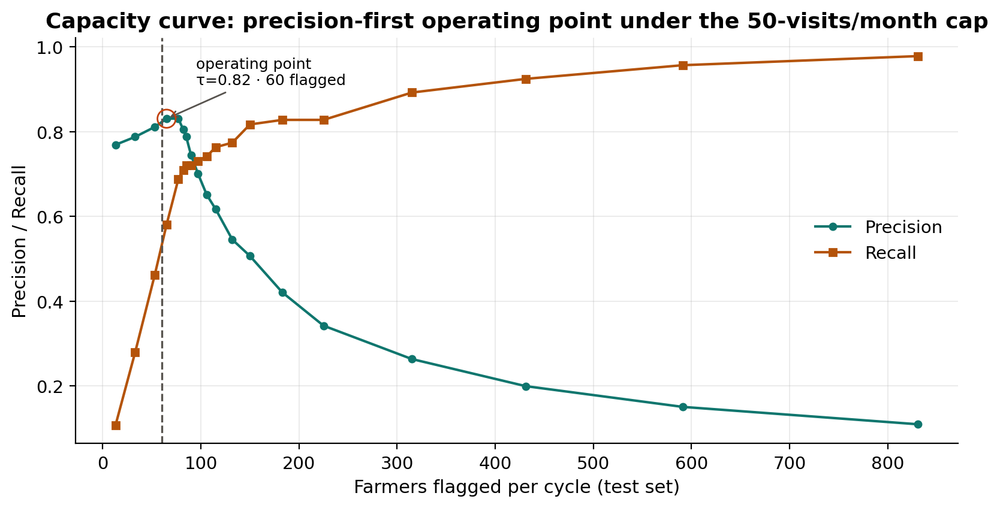 Capacity curve: precision-first operating point under the 50-visits/month cap
operating point
τ=0.82 · 60 flagged
Precision / Recall
1.0
0.8
0.6
0.4
0.2
Precision
Recall
0 100 200 300 400 500 600 700 800
Farmers flagged per cycle (test set)